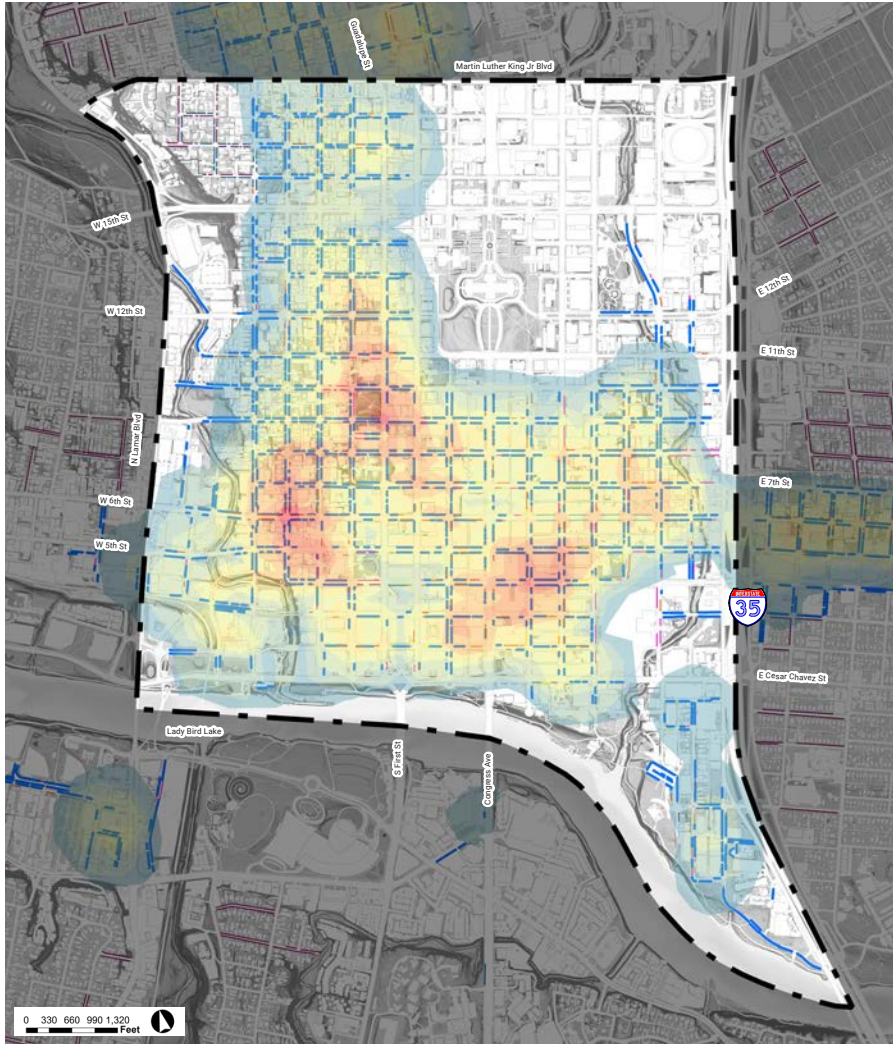 Guadalupe St
Martin Luther King Jr Blvd
W 15th St
E 12th St
W 12th St
E 11th St
N Lamar Blvd
E 7th St
W 6th St
W 5th St
INTERSTATE
35
E Cesar Chavez St
Lady Bird Lake
S First St
Congress Ave
0 330 660 990 1,320
Feet